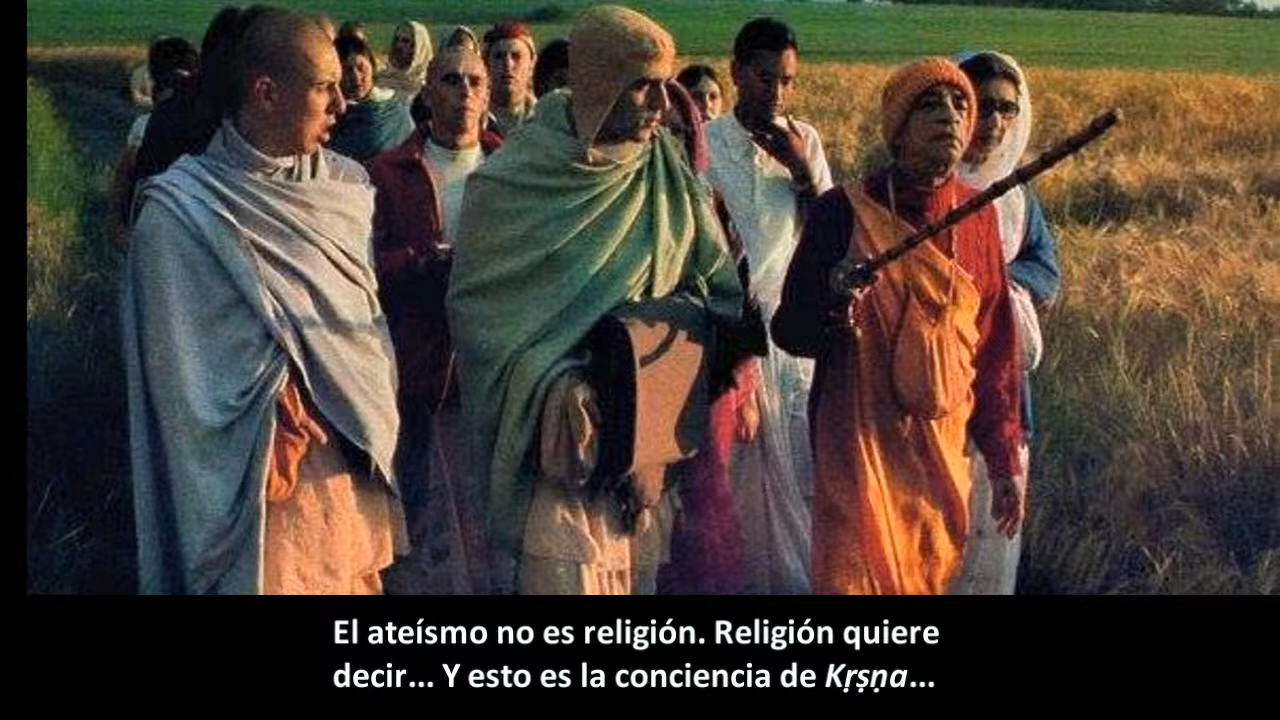 El ateísmo no es religión. Religión quiere
decir... Y esto es la conciencia de Kṛṣṇa...